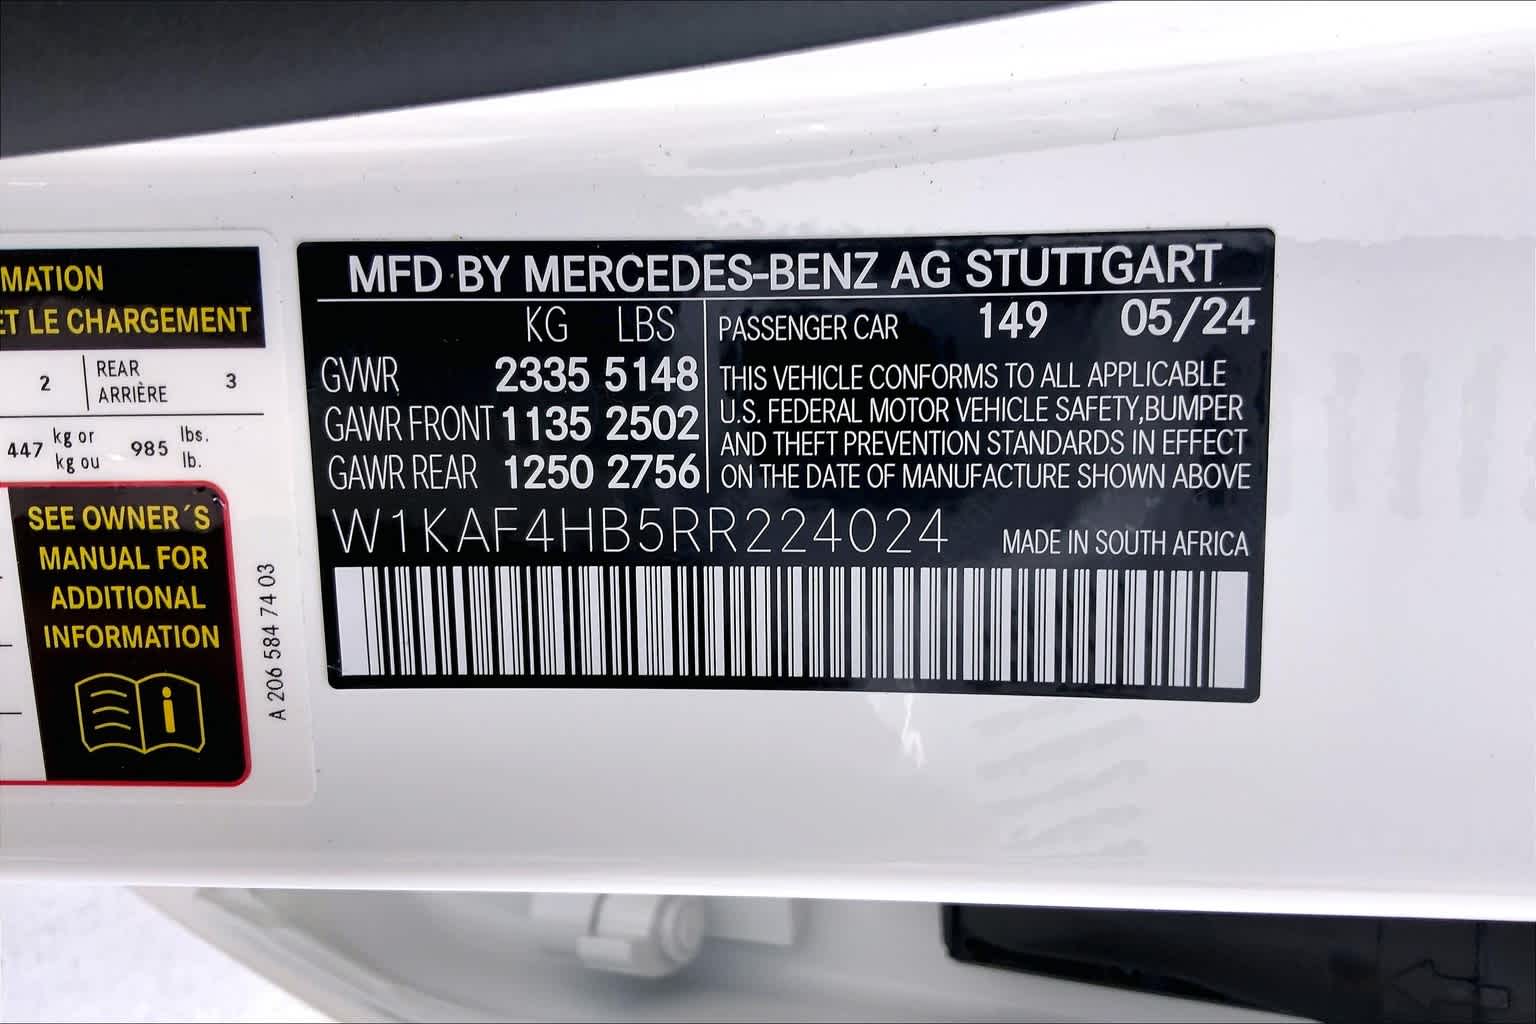 MATION
ET LE CHARGEMENT
2 REAR ARRIÈRE 3
447 kg or kg ou 985 lbs. lb.
SEE OWNER´S
MANUAL FOR
ADDITIONAL
INFORMATION
A 206 584 74 03
MFD BY MERCEDES-BENZ AG STUTTGART
KG LBS
GVWR 2335 5148
GAWR FRONT 1135 2502
GAWR REAR 1250 2756
PASSENGER CAR 149 05/24
THIS VEHICLE CONFORMS TO ALL APPLICABLE
U.S. FEDERAL MOTOR VEHICLE SAFETY,BUMPER
AND THEFT PREVENTION STANDARDS IN EFFECT
ON THE DATE OF MANUFACTURE SHOWN ABOVE
W1KAF4HB5RR224024
MADE IN SOUTH AFRICA